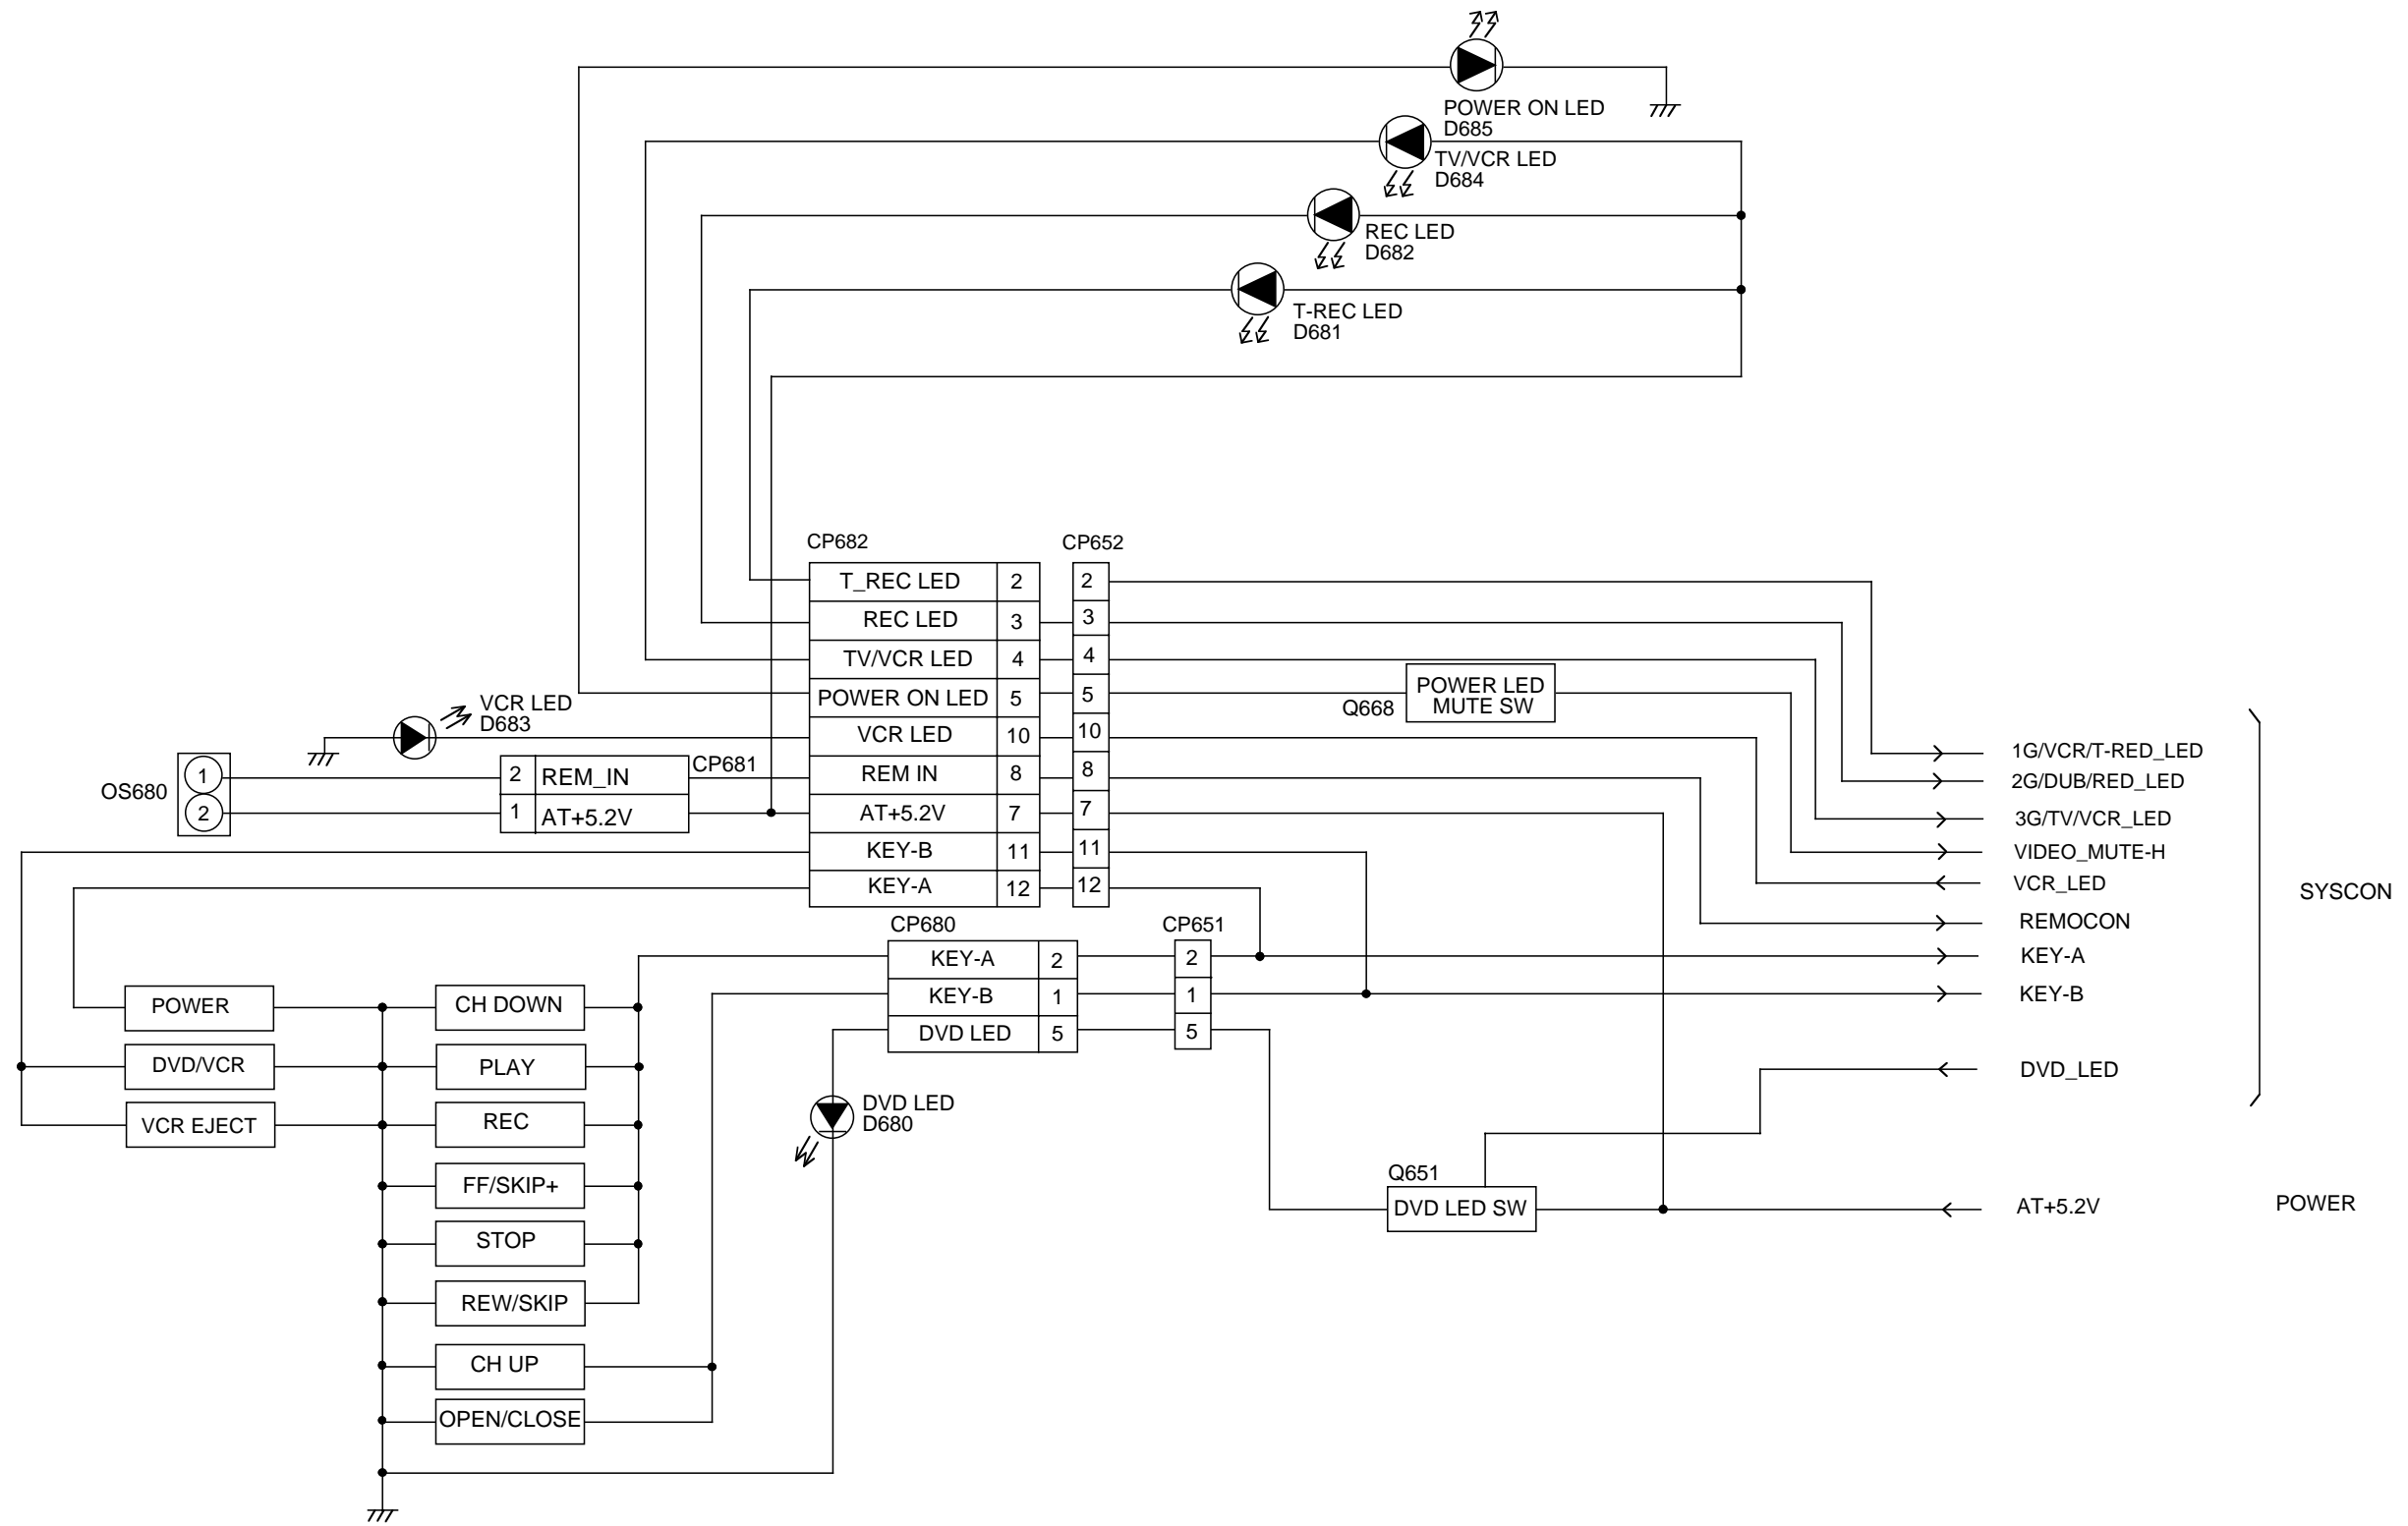 POWER ON LED
D685
TV/VCR LED
D684
REC LED
D682
T-REC LED
D681
CP682
CP652
T_REC LED 2 2
REC LED 3 3
TV/VCR LED 4 4
POWER ON LED 5 5
VCR LED 10 10
REM IN 8 8
AT+5.2V 7 7
KEY-B 11 11
KEY-A 12 12
Q668
POWER LED
MUTE SW
VCR LED
D683
OS680
1
2
2 REM_IN
1 AT+5.2V
CP681
1G/VCR/T-RED_LED
2G/DUB/RED_LED
3G/TV/VCR_LED
VIDEO_MUTE-H
VCR_LED
REMOCON
KEY-A
KEY-B
DVD_LED
SYSCON
AT+5.2V
POWER
CP680
CP651
KEY-A 2 2
KEY-B 1 1
DVD LED 5 5
DVD LED
D680
Q651
DVD LED SW
POWER
DVD/VCR
VCR EJECT
CH DOWN
PLAY
REC
FF/SKIP+
STOP
REW/SKIP
CH UP
OPEN/CLOSE